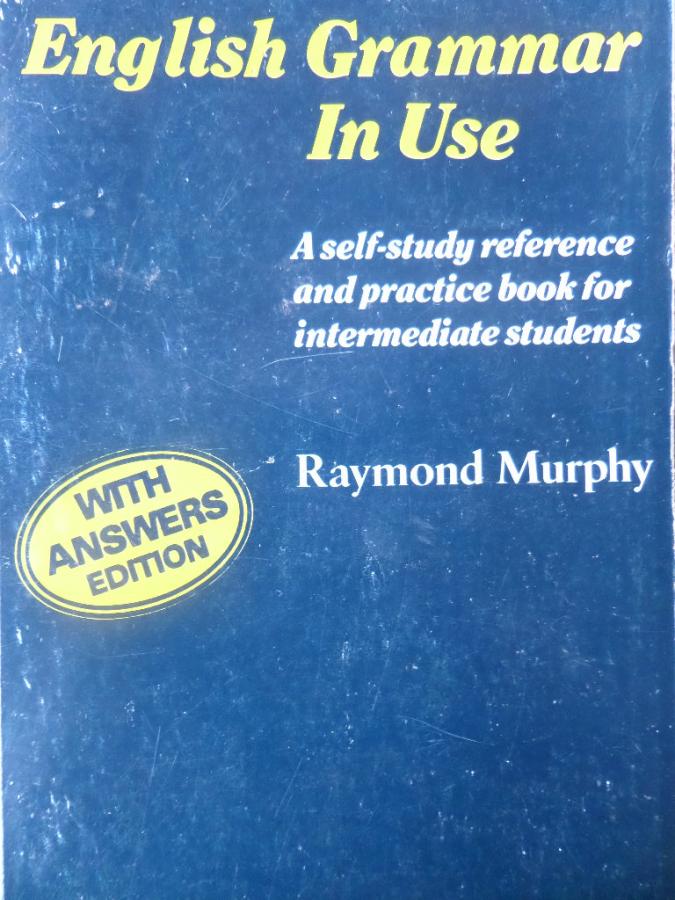 English Grammar
In Use
A self-study reference
and practice book for
intermediate students
Raymond Murphy
WITH
ANSWERS
EDITION